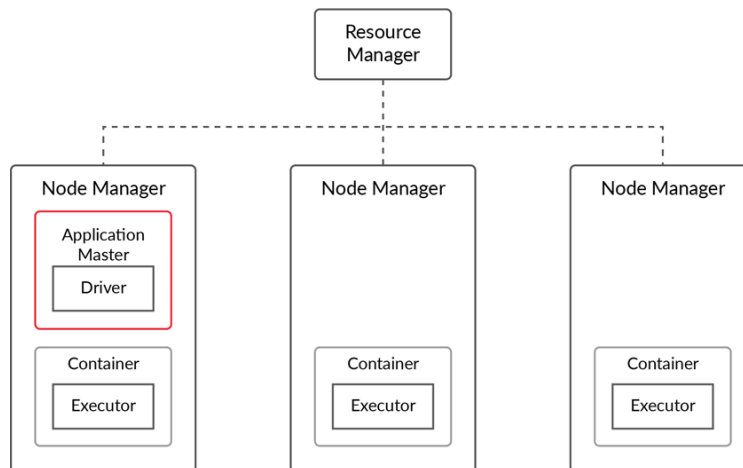 Resource
Manager
Node Manager
Application
Master
Driver
Container
Executor
Node Manager
Container
Executor
Node Manager
Container
Executor